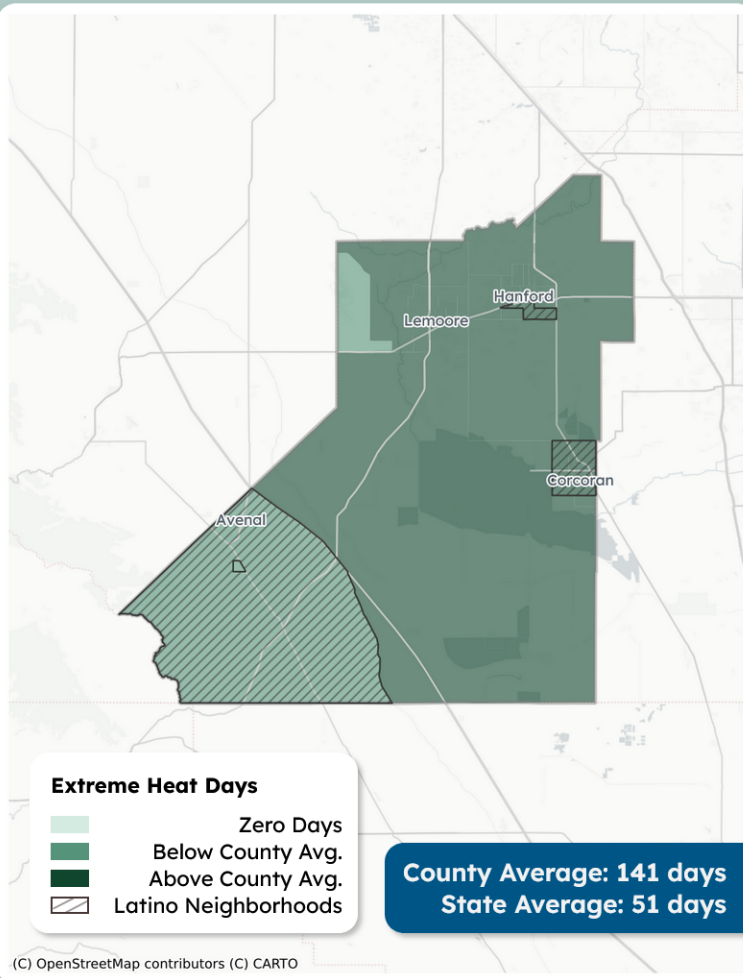 Hanford
Lemoore
Corcoran
Avenal
Extreme Heat Days
Zero Days
Below County Avg.
Above County Avg.
Latino Neighborhoods
County Average: 141 days
State Average: 51 days
(C) OpenStreetMap contributors (C) CARTO